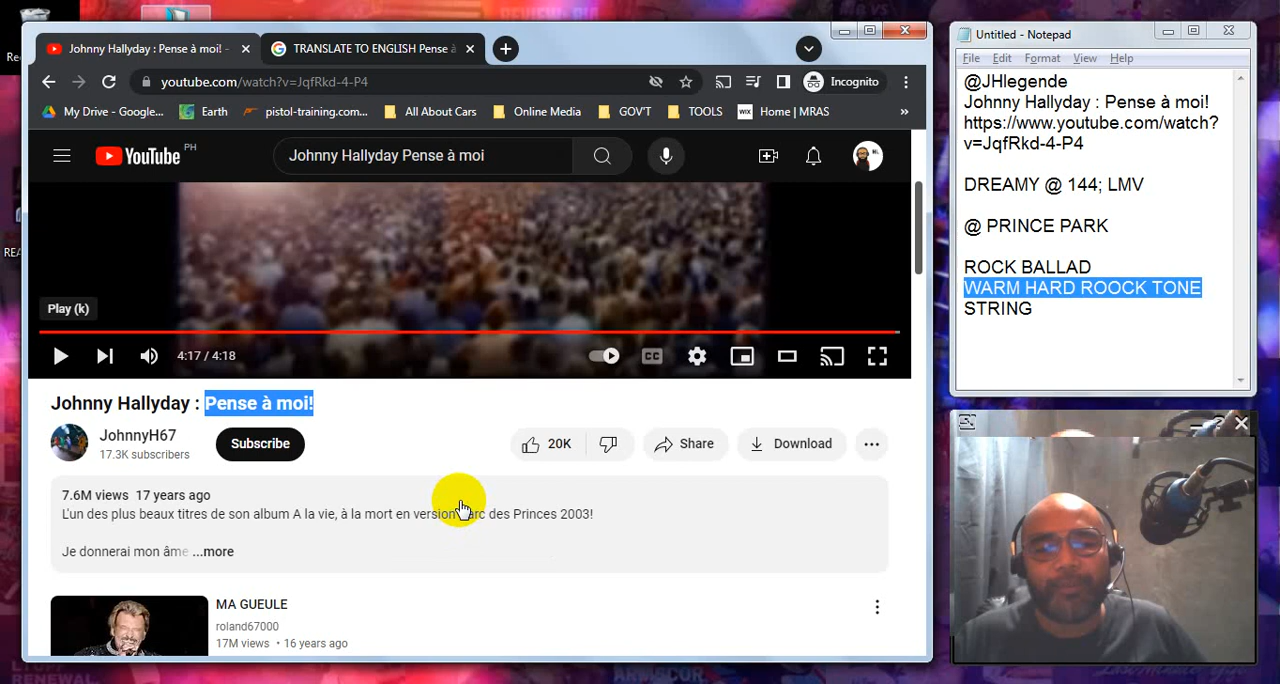 Johnny Hallyday : Pense à moi! -
TRANSLATE TO ENGLISH Pense à
youtube.com/watch?v=JqfRkd-4-P4
Incognito
My Drive - Google...
Earth
pistol-training.com...
All About Cars
Online Media
GOV'T
TOOLS
WIX
Home | MRAS
»
YouTube PH
Johnny Hallyday Pense à moi
Play (k)
4:17 / 4:18
CC
Johnny Hallyday : Pense à moi!
JohnnyH67
17.3K subscribers
Subscribe
20K
Share
Download
7.6M views 17 years ago
L'un des plus beaux titres de son album A la vie, à la mort en version des Princes 2003!
Je donnerai mon âme ...more
MA GUEULE
roland67000
17M views • 16 years ago
RENEWAL
ARMSCOR
Untitled - Notepad
File Edit Format View Help
@JHlegende
Johnny Hallyday : Pense à moi!
https://www.youtube.com/watch?
v=JqfRkd-4-P4
DREAMY @ 144; LMV
@ PRINCE PARK
ROCK BALLAD
WARM HARD ROOCK TONE
STRING